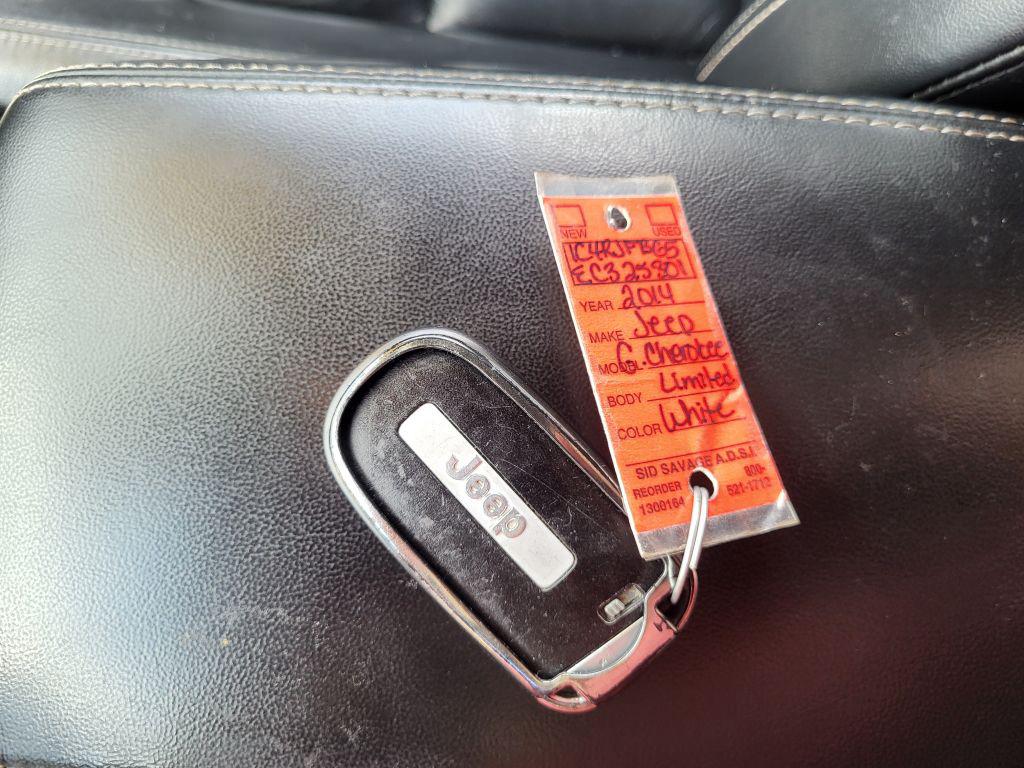 NEW USED
1C4RJFBG5
EC325801
YEAR 2014
MAKE Jeep
MODEL G. Cherokee
BODY Limited
COLOR White
SID SAVAGE A.D.S.I.
REORDER 800-
1300164 521-1712
Jeep